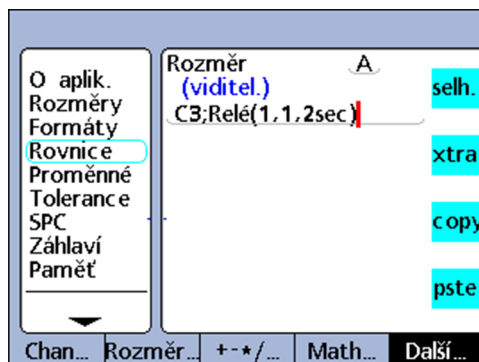 O aplik.
Rozměry
Formáty
Rovnice
Proměnné
Tolerance
SPC
Záhlaví
Paměť
Rozměr A
(viditel.)
C3;Relé(1,1,2sec)
selh.
xtra
copy
pste
Chan... Rozměr... +-*/... Math... Další...